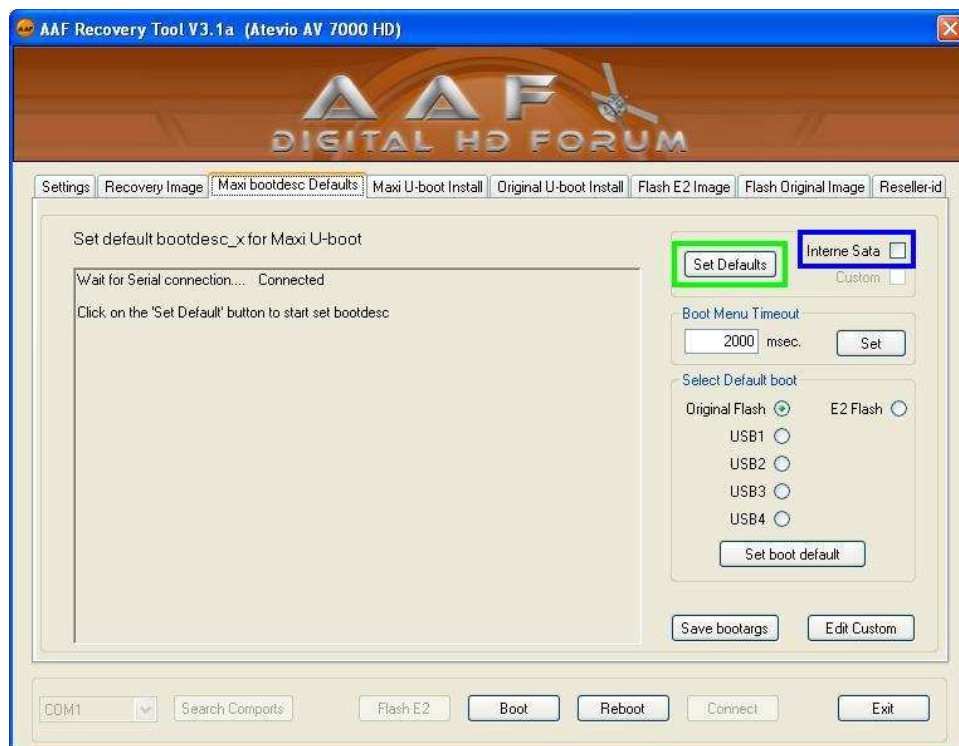 AAF Recovery Tool V3.1a (Atevio AV 7000 HD)
AAF
DIGITAL HD FORUM
Settings
Recovery Image
Maxi bootdesc Defaults
Maxi U-boot Install
Original U-boot Install
Flash E2 Image
Flash Original Image
Reseller-id
Set default bootdesc_x for Maxi U-boot
Wait for Serial connection.... Connected
Click on the 'Set Default' button to start set bootdesc
Set Defaults
Interne Sata
Custom
Boot Menu Timeout
2000 msec.
Set
Select Default boot
Original Flash
E2 Flash
USB1
USB2
USB3
USB4
Set boot default
Save bootargs
Edit Custom
COM1
Search Comports
Flash E2
Boot
Reboot
Connect
Exit